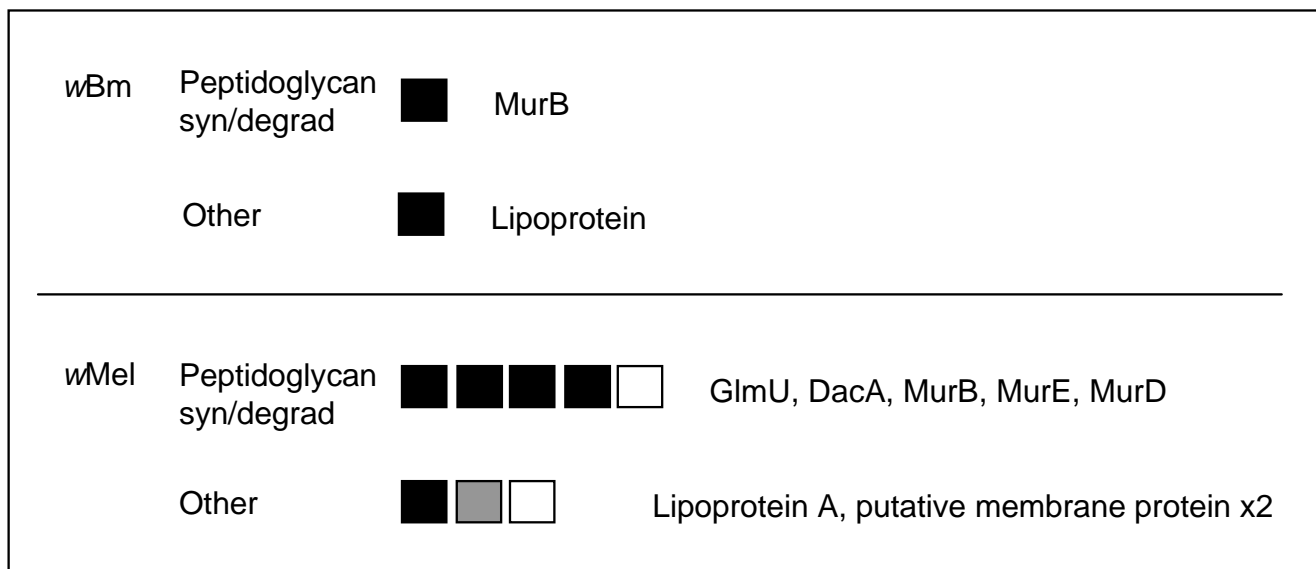 wBm
Peptidoglycan
syn/degrad
MurB
Other
Lipoprotein
wMel
Peptidoglycan
syn/degrad
GlmU, DacA, MurB, MurE, MurD
Other
Lipoprotein A, putative membrane protein x2